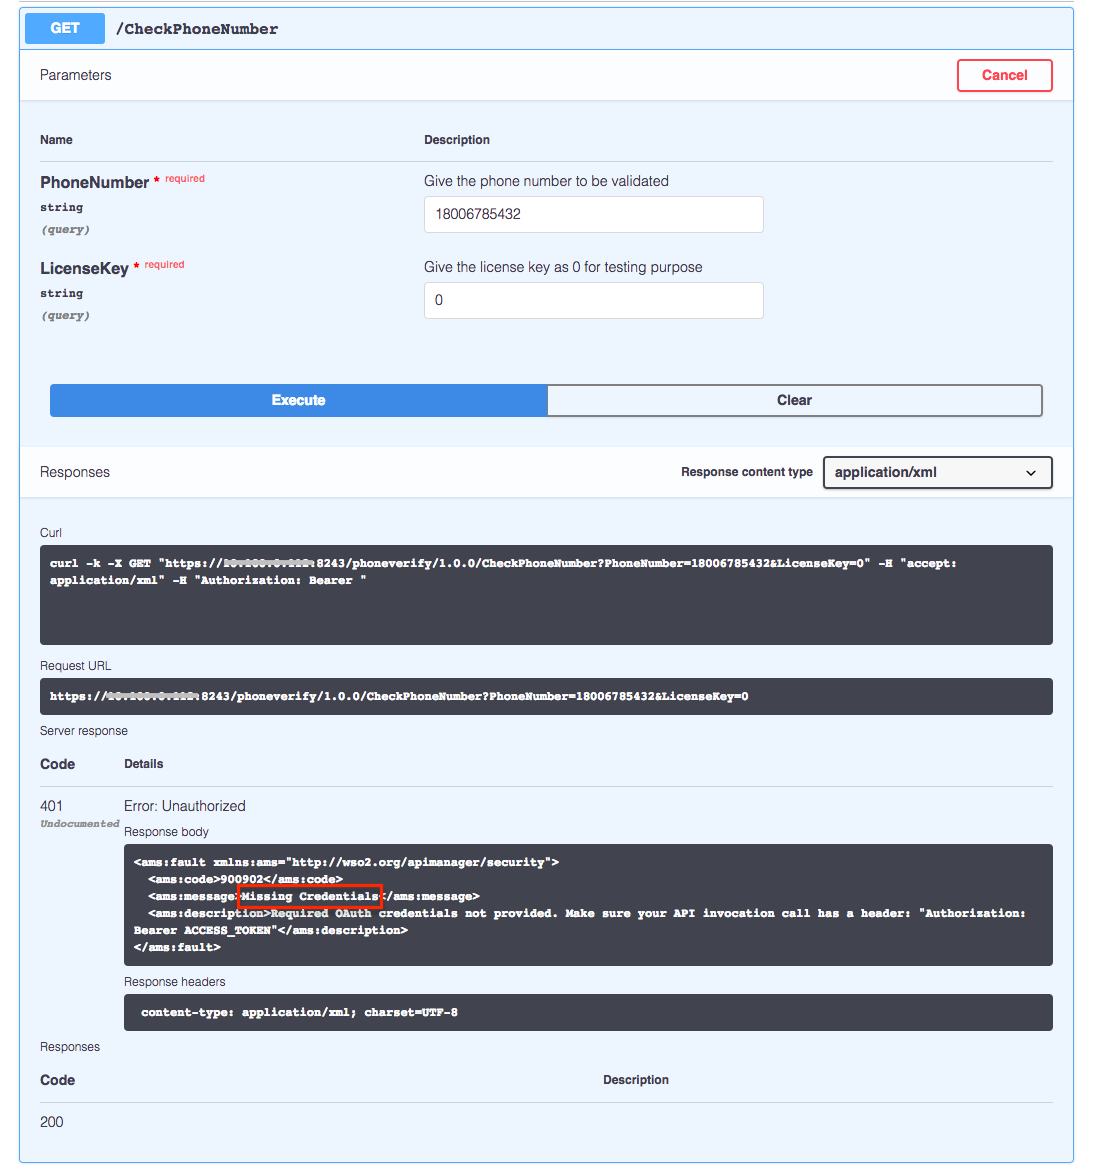 GET /CheckPhoneNumber
Parameters Cancel
Name Description
PhoneNumber * required Give the phone number to be validated
string 18006785432
(query)
LicenseKey * required Give the license key as 0 for testing purpose
string 0
(query)
Execute Clear
Responses Response content type application/xml
Curl
curl -k -X GET "https:// :8243/phoneverify/1.0.0/CheckPhoneNumber?PhoneNumber=18006785432&LicenseKey=0" -H "accept:
application/xml" -H "Authorization: Bearer "
Request URL
https:// :8243/phoneverify/1.0.0/CheckPhoneNumber?PhoneNumber=18006785432&LicenseKey=0
Server response
Code Details
401 Error: Unauthorized
Undocumented
Response body
<ams:fault xmlns:ams="http://wso2.org/apimanager/security">
<ams:code>900902</ams:code>
<ams:message>Missing Credentials</ams:message>
<ams:description>Required OAuth credentials not provided. Make sure your API invocation call has a header: "Authorization:
Bearer ACCESS_TOKEN"</ams:description>
</ams:fault>
Response headers
content-type: application/xml; charset=UTF-8
Responses
Code Description
200